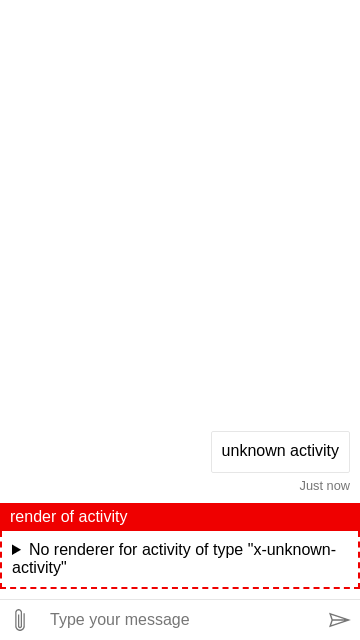 unknown activity
Just now
render of activity
No renderer for activity of type "x-unknown-
activity"
Type your message